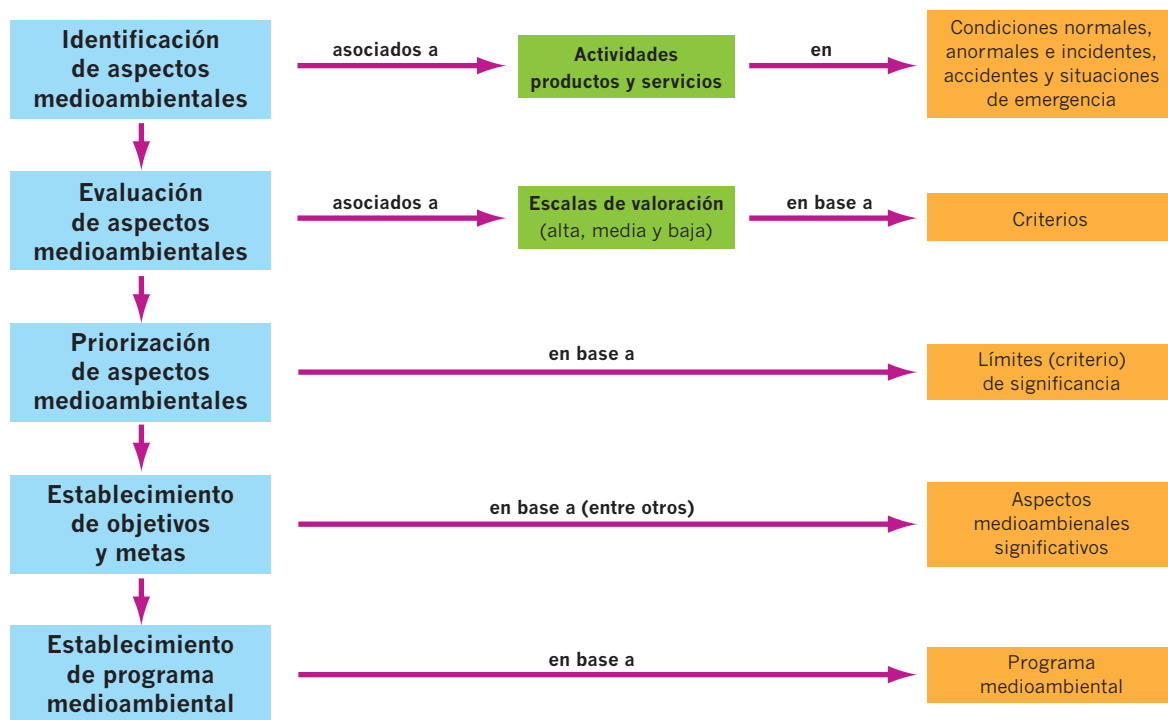 Identificación
de aspectos
medioambientales
asociados a
Actividades
productos y servicios
en
Condiciones normales,
anormales e incidentes,
accidentes y situaciones
de emergencia
Evaluación
de aspectos
medioambientales
asociados a
Escalas de valoración
(alta, media y baja)
en base a
Criterios
Priorización
de aspectos
medioambientales
en base a
Límites (criterio)
de significancia
Establecimiento
de objetivos
y metas
en base a (entre otros)
Aspectos
medioambienales
significativos
Establecimiento
de programa
medioambiental
en base a
Programa
medioambiental